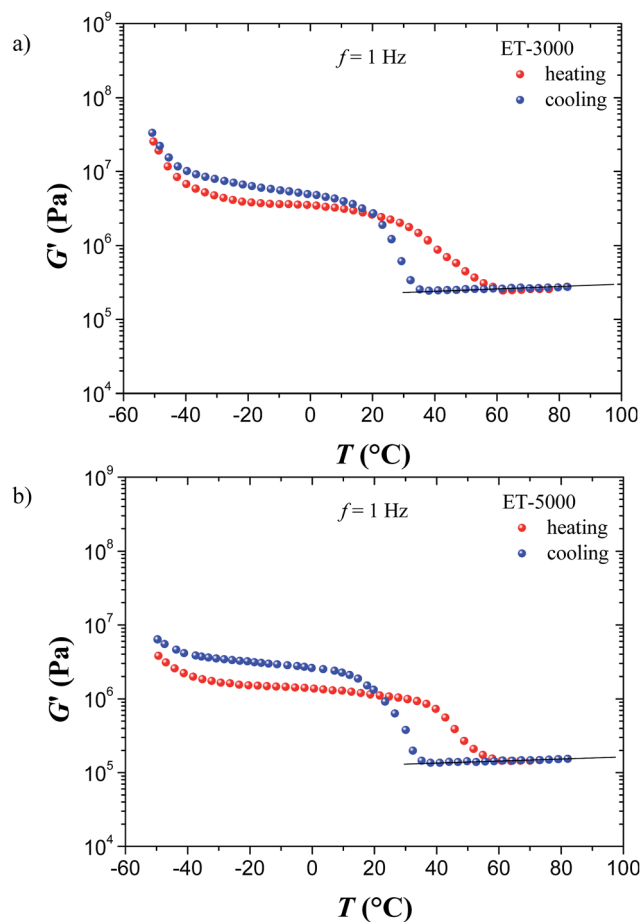 a)
10⁹
10⁸
10⁷
10⁶
10⁵
10⁴
G' (Pa)
f = 1 Hz
ET-3000
heating
cooling
-60 -40 -20 0 20 40 60 80 100
T (°C)
b)
10⁹
10⁸
10⁷
10⁶
10⁵
10⁴
G' (Pa)
f = 1 Hz
ET-5000
heating
cooling
-60 -40 -20 0 20 40 60 80 100
T (°C)